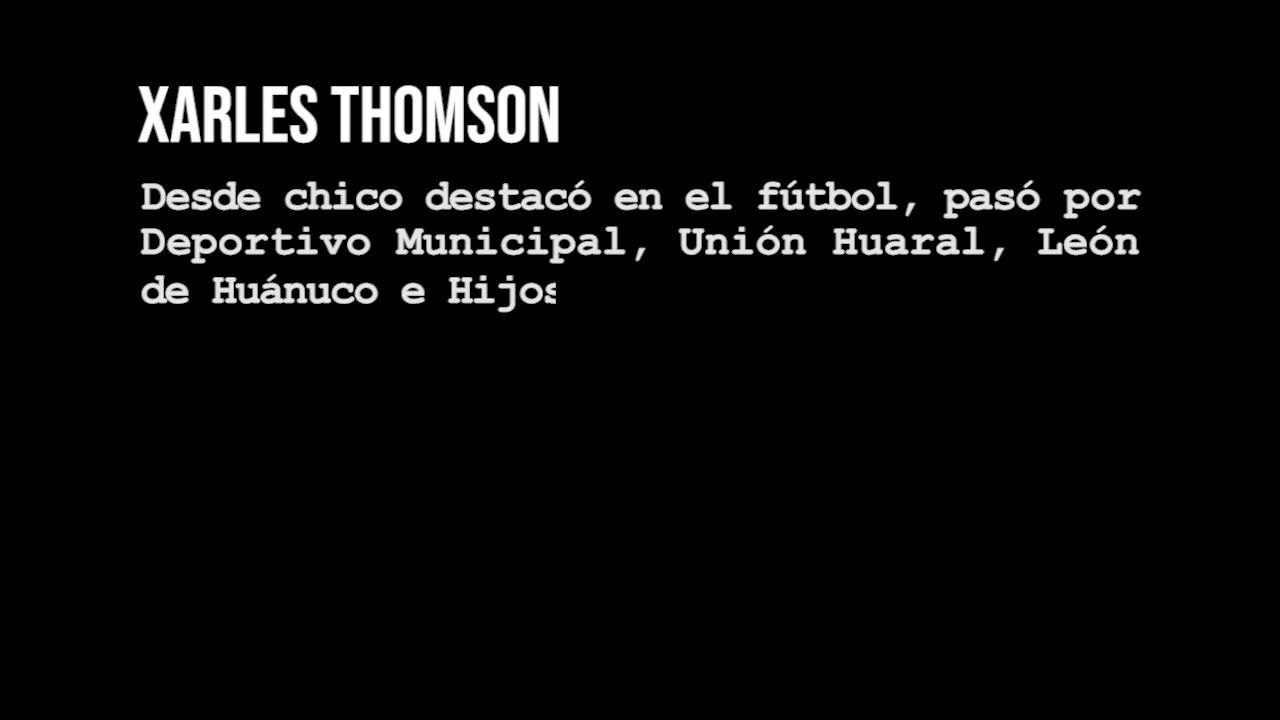 XARLES THOMSON
Desde chico destacó en el fútbol, pasó por
Deportivo Municipal, Unión Huaral, León
de Huánuco e Hijos